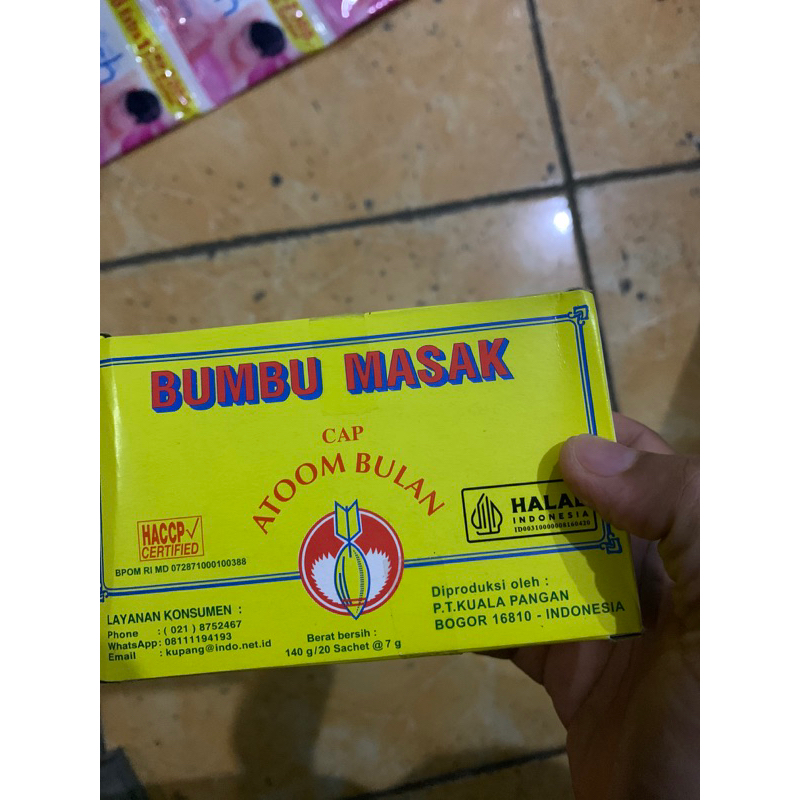 BUMBU MASAK
CAP
ATOOM BULAN
HACCP
CERTIFIED
BPOM RI MD 072871000100388
HALAL
INDONESIA
ID00310000008160420
LAYANAN KONSUMEN :
Phone : ( 021 ) 8752467
WhatsApp : 08111194193
Email : kupang@indo.net.id
Berat bersih :
140 g/20 Sachet @ 7 g
Diproduksi oleh :
P.T.KUALA PANGAN
BOGOR 16810 - INDONESIA